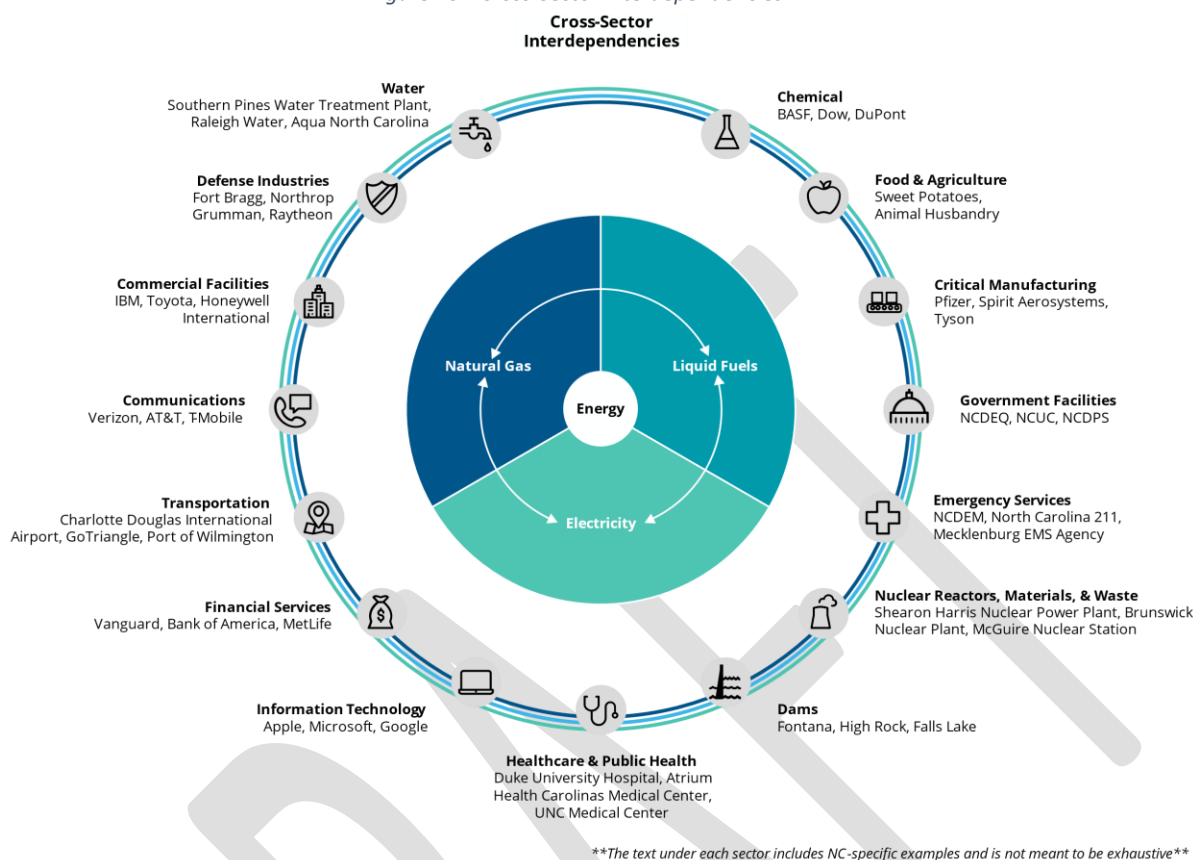 Cross-Sector
Interdependencies
Water
Southern Pines Water Treatment Plant,
Raleigh Water, Aqua North Carolina
Chemical
BASF, Dow, DuPont
Defense Industries
Fort Bragg, Northrop
Grumman, Raytheon
Food & Agriculture
Sweet Potatoes,
Animal Husbandry
Commercial Facilities
IBM, Toyota, Honeywell
International
Critical Manufacturing
Pfizer, Spirit Aerosystems,
Tyson
Natural Gas
Liquid Fuels
Energy
Electricity
Communications
Verizon, AT&T, T-Mobile
Government Facilities
NCDEQ, NCUC, NCDPS
Transportation
Charlotte Douglas International
Airport, GoTriangle, Port of Wilmington
Emergency Services
NCDEM, North Carolina 211,
Mecklenburg EMS Agency
Financial Services
Vanguard, Bank of America, MetLife
Nuclear Reactors, Materials, & Waste
Shearon Harris Nuclear Power Plant, Brunswick
Nuclear Plant, McGuire Nuclear Station
$
Information Technology
Apple, Microsoft, Google
Dams
Fontana, High Rock, Falls Lake
Healthcare & Public Health
Duke University Hospital, Atrium
Health Carolinas Medical Center,
UNC Medical Center
**The text under each sector includes NC-specific examples and is not meant to be exhaustive**